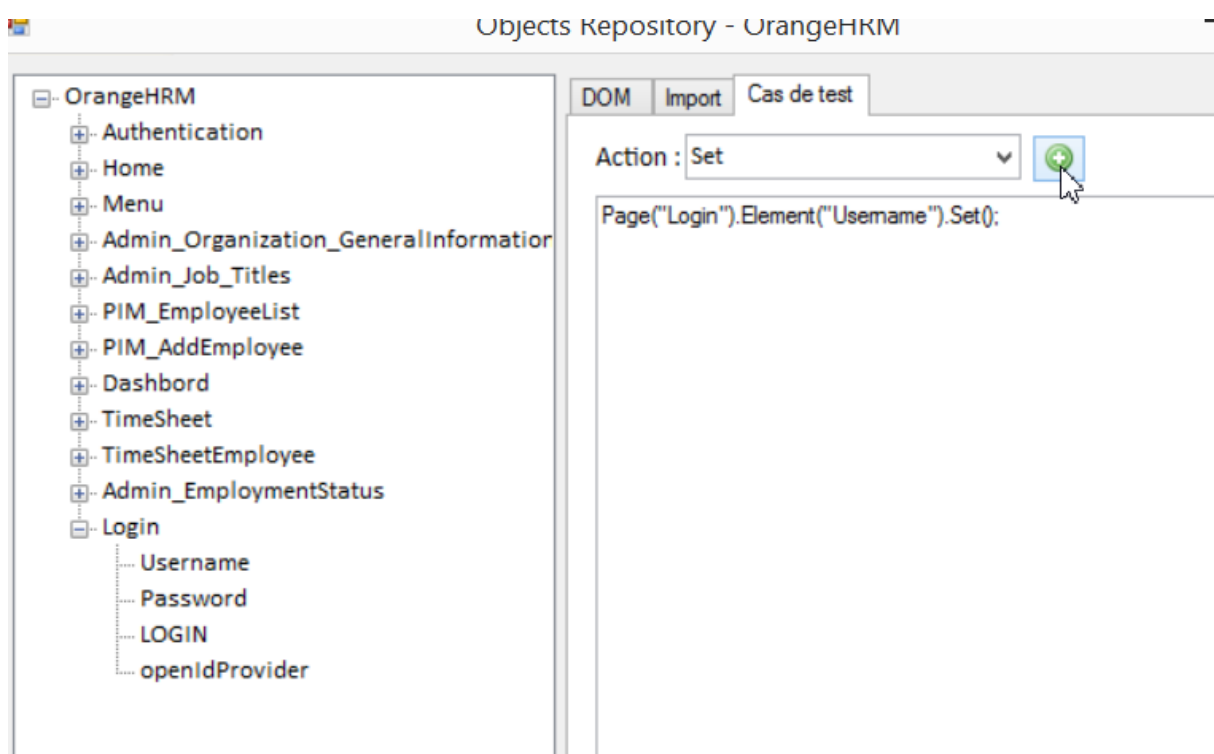 Objects Repository - OrangeHRM
OrangeHRM
Authentication
Home
Menu
Admin_Organization_GeneralInformation
Admin_Job_Titles
PIM_EmployeeList
PIM_AddEmployee
Dashbord
TimeSheet
TimeSheetEmployee
Admin_EmploymentStatus
Login
Username
Password
LOGIN
openIdProvider
DOM Import Cas de test
Action : Set
Page("Login").Element("Username").Set();